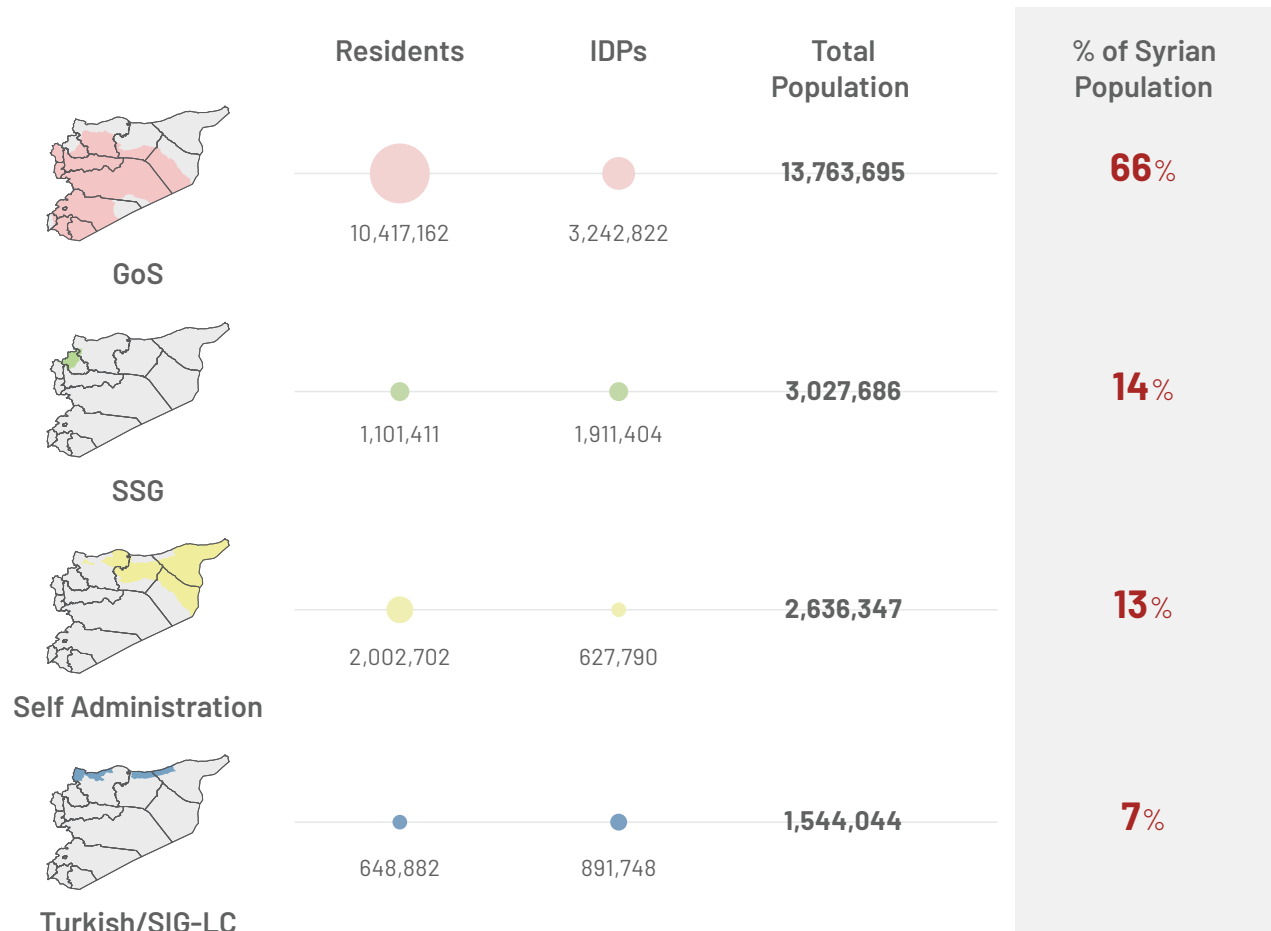 Residents
IDPs
Total
Population
% of Syrian
Population
13,763,695
66%
10,417,162
3,242,822
GoS
3,027,686
14%
1,101,411
1,911,404
SSG
2,636,347
13%
2,002,702
627,790
Self Administration
1,544,044
7%
648,882
891,748
Turkish/SIG-LC